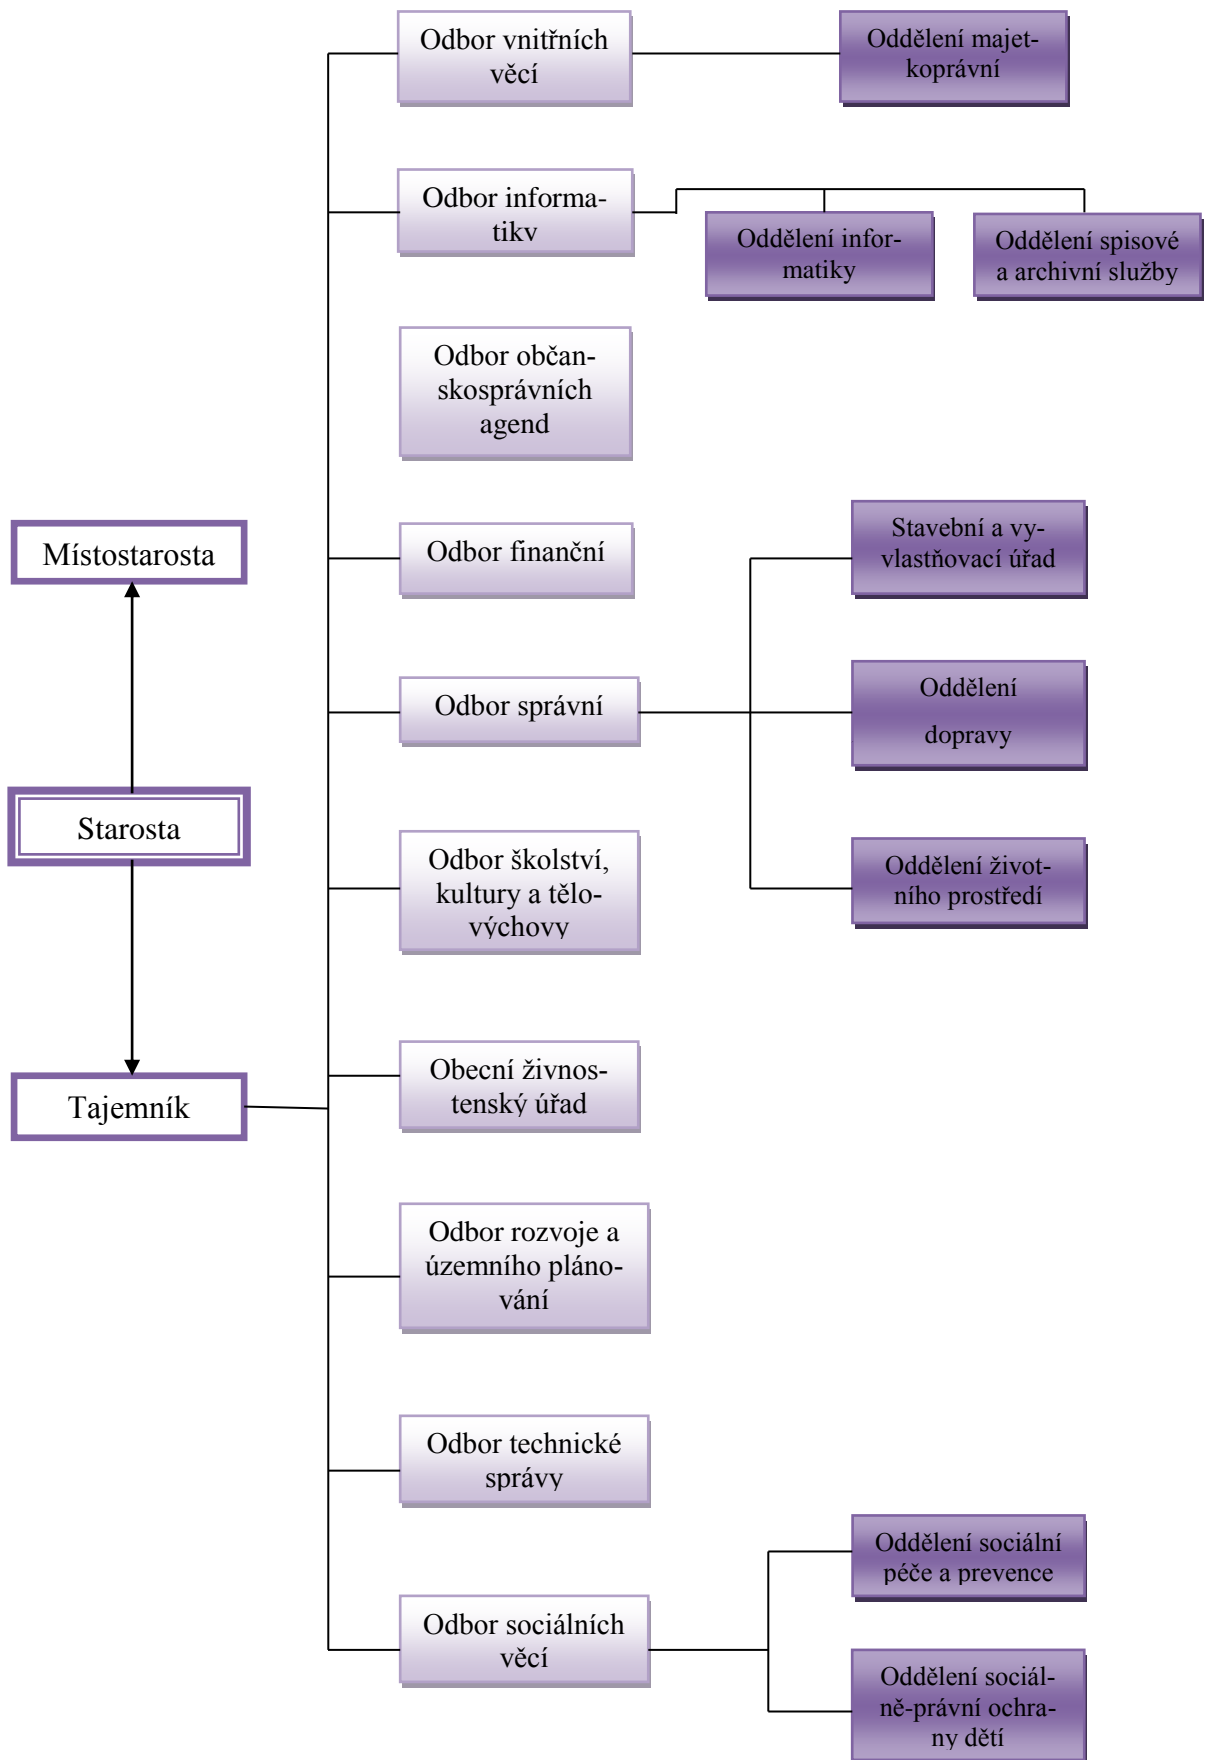 Odbor vnitřních
věcí
Oddělení majet-
koprávní
Odbor informa-
tikv
Oddělení infor-
matiky
Oddělení spisové
a archivní služby
Odbor občan-
skosprávních
agend
Místostarosta
Odbor finanční
Stavební a vy-
vlastňovací úřad
Odbor správní
Oddělení
dopravy
Starosta
Odbor školství,
kultury a tělo-
výchovy
Oddělení život-
ního prostředí
Tajemník
Obecní živnos-
tenský úřad
Odbor rozvoje a
územního pláno-
vání
Odbor technické
správy
Oddělení sociální
péče a prevence
Odbor sociálních
věcí
Oddělení sociál-
ně-právní ochra-
ny dětí